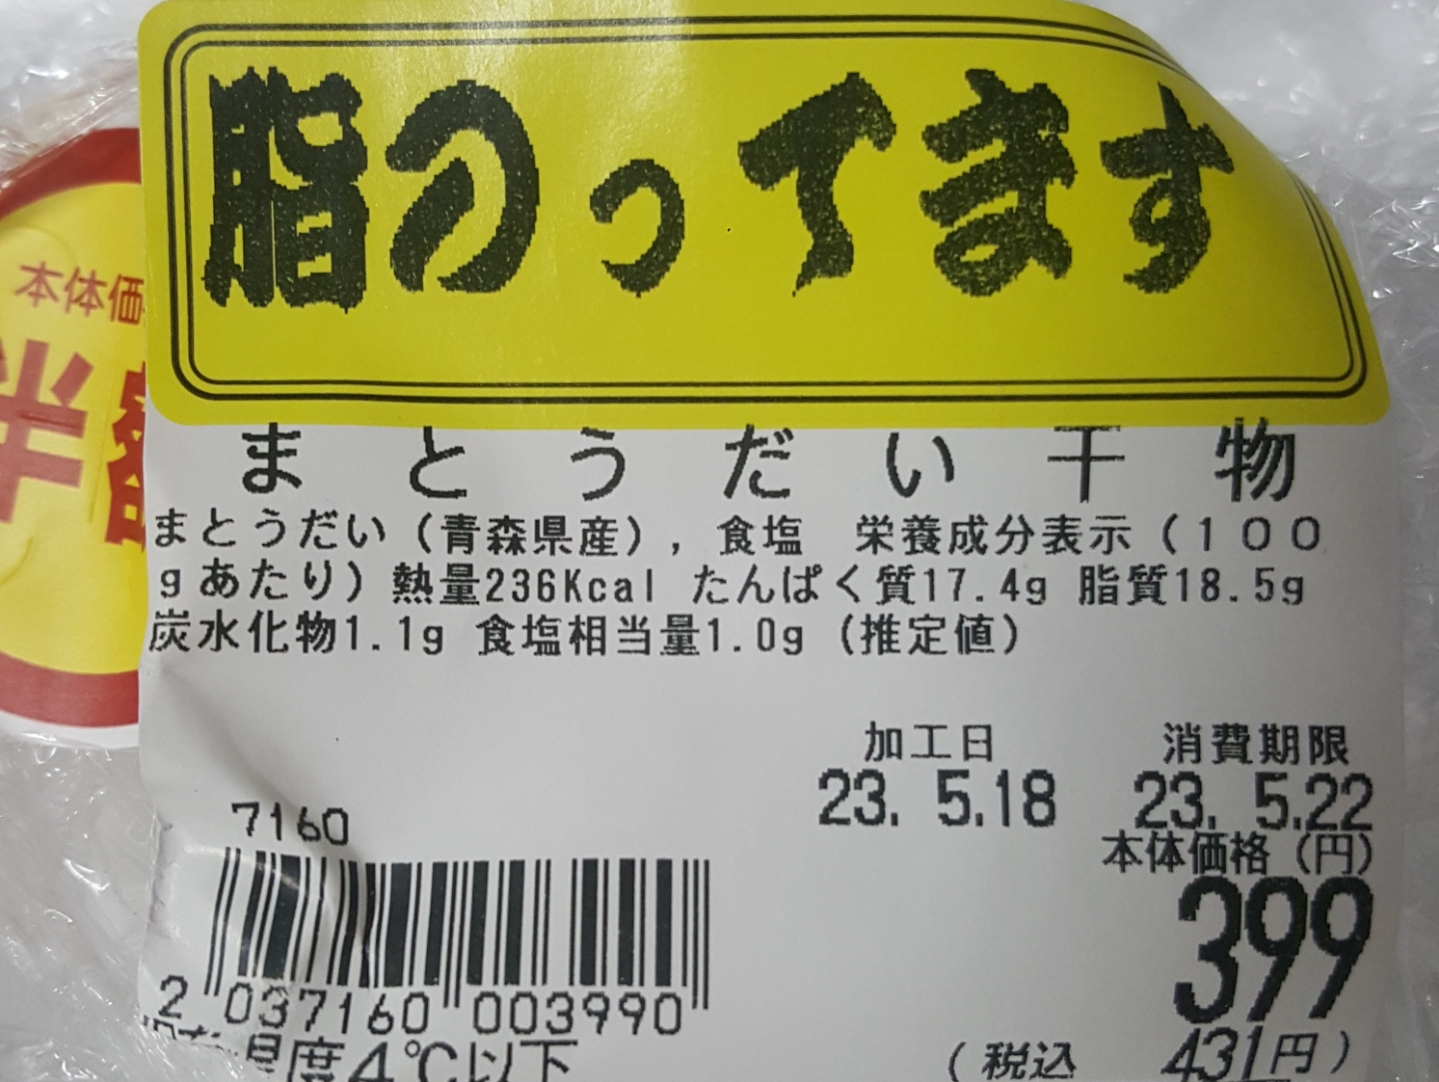 脂のってます
本体価
半額
まとうだい干物
まとうだい（青森県産），食塩　栄養成分表示（１００
ｇあたり）熱量236Kcal たんぱく質17.4g 脂質18.5g
炭水化物1.1g 食塩相当量1.0g（推定値）
加工日 消費期限
23. 5.18 23. 5.22
本体価格（円）
399
（税込 431円）
7160
2 037160 003990
度4℃以下